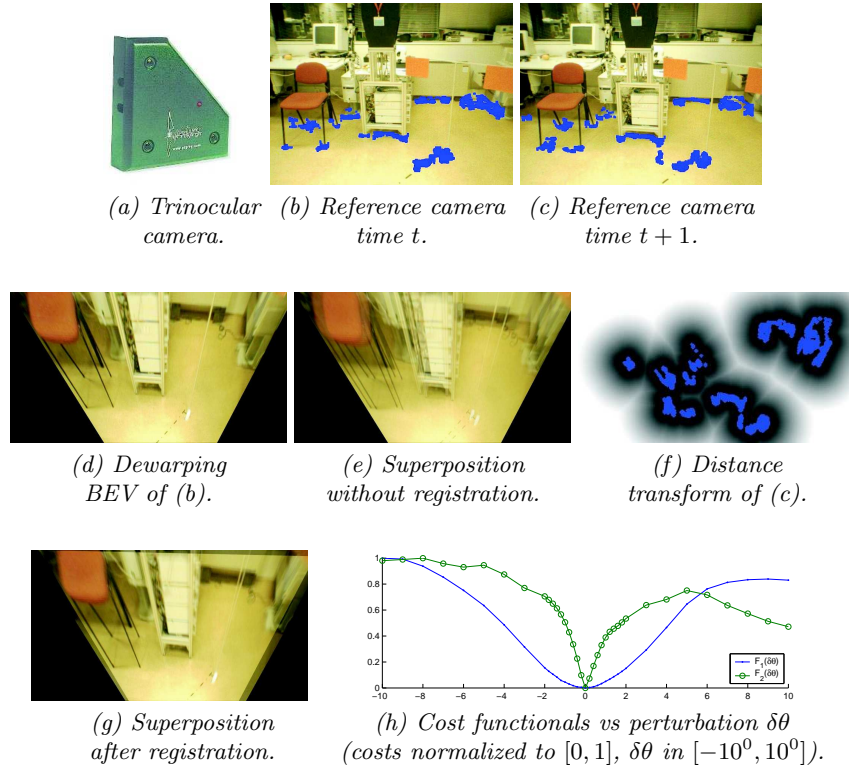 (a) Trinocular
camera.
(b) Reference camera
time t.
(c) Reference camera
time t + 1.
(d) Dewarping
BEV of (b).
(e) Superposition
without registration.
(f) Distance
transform of (c).
(g) Superposition
after registration.
1
0.8
0.6
0.4
0.2
0
−10 −8 −6 −4 −2 0 2 4 6 8 10
F₁(δθ)
F₂(δθ)
(h) Cost functionals vs perturbation δθ
(costs normalized to [0, 1], δθ in [−10⁰, 10⁰]).